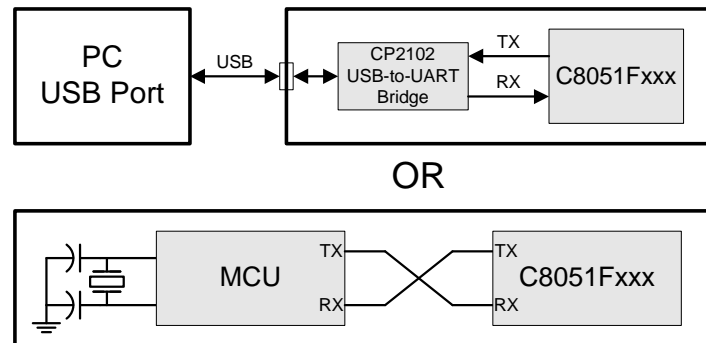 PC
USB Port
USB
CP2102
USB-to-UART
Bridge
TX
RX
C8051Fxxx
OR
MCU
TX
RX
TX
RX
C8051Fxxx